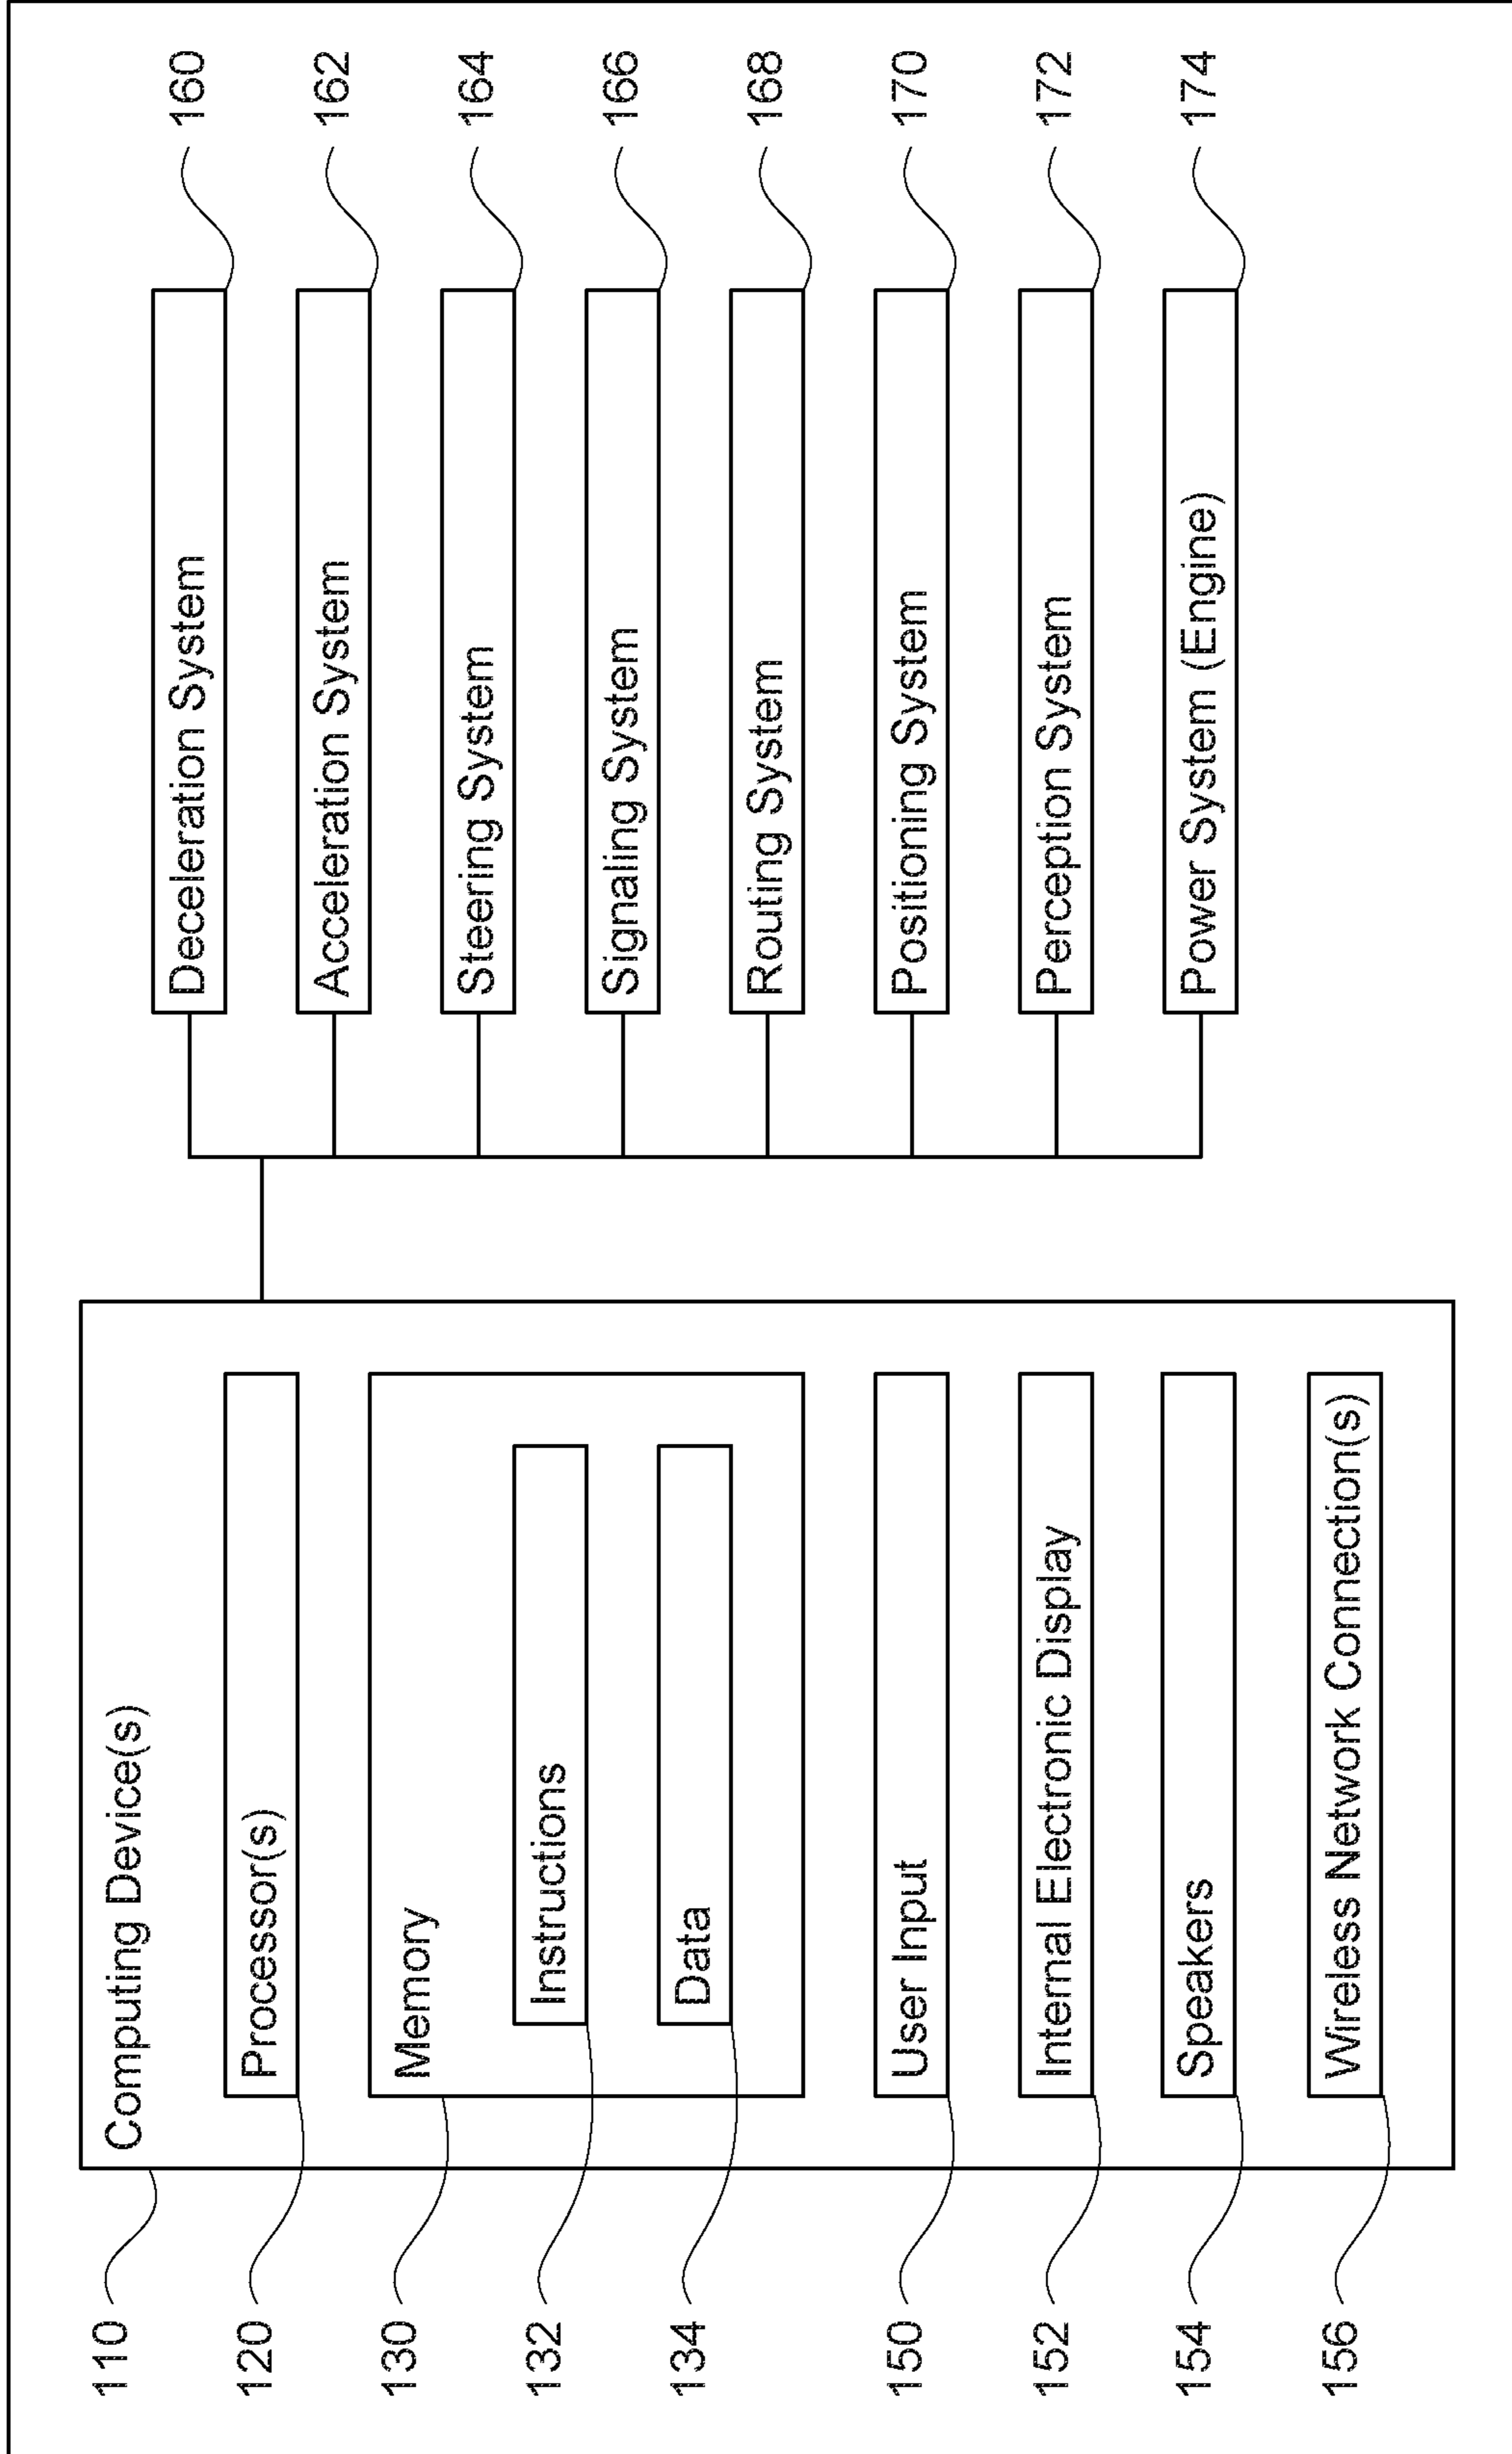 110
Computing Device(s)
120
Processor(s)
130
Memory
132
Instructions
134
Data
150
User Input
152
Internal Electronic Display
154
Speakers
156
Wireless Network Connection(s)
Deceleration System
160
Acceleration System
162
Steering System
164
Signaling System
166
Routing System
168
Positioning System
170
Perception System
172
Power System (Engine)
174